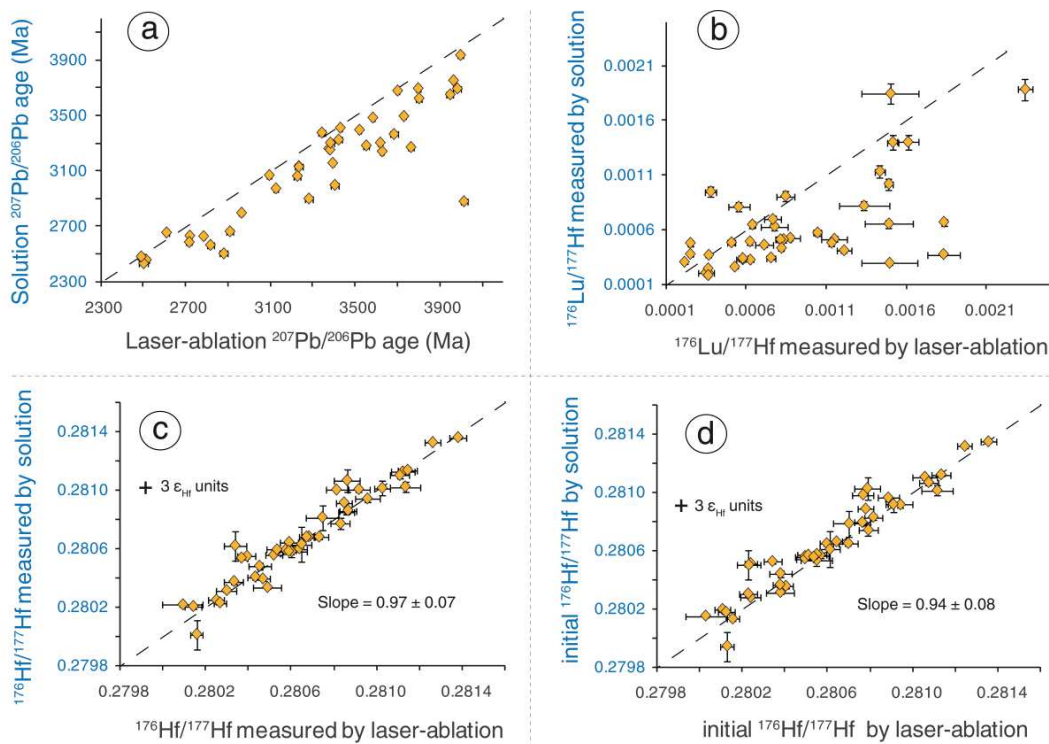 a
Solution ²⁰⁷Pb/²⁰⁶Pb age (Ma)
3900
3500
3100
2700
2300
2300 2700 3100 3500 3900
Laser-ablation ²⁰⁷Pb/²⁰⁶Pb age (Ma)
b
¹⁷⁶Lu/¹⁷⁷Hf measured by solution
0.0021
0.0016
0.0011
0.0006
0.0001
0.0001 0.0006 0.0011 0.0016 0.0021
¹⁷⁶Lu/¹⁷⁷Hf measured by laser-ablation
c
¹⁷⁶Hf/¹⁷⁷Hf measured by solution
0.2814
0.2810
0.2806
0.2802
0.2798
+ 3 εHf units
Slope = 0.97 ± 0.07
0.2798 0.2802 0.2806 0.2810 0.2814
¹⁷⁶Hf/¹⁷⁷Hf measured by laser-ablation
d
initial ¹⁷⁶Hf/¹⁷⁷Hf by solution
0.2814
0.2810
0.2806
0.2802
0.2798
+ 3 εHf units
Slope = 0.94 ± 0.08
0.2798 0.2802 0.2806 0.2810 0.2814
initial ¹⁷⁶Hf/¹⁷⁷Hf by laser-ablation